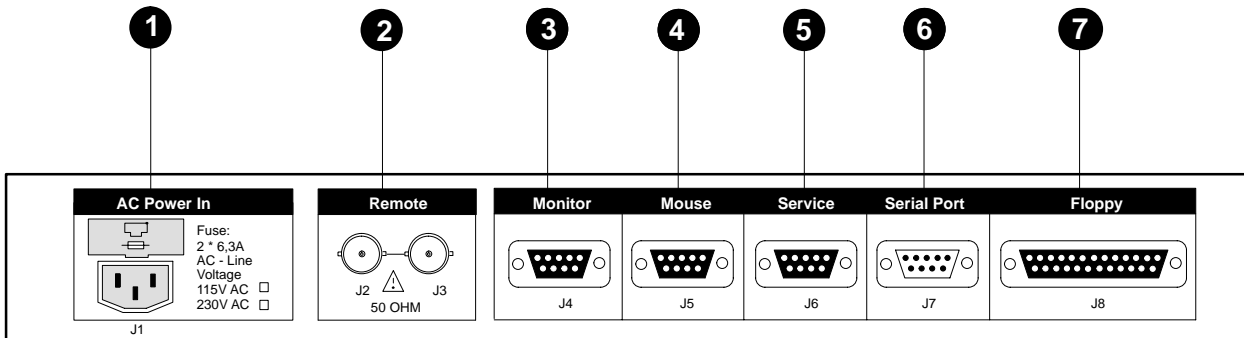 1 2 3 4 5 6 7
AC Power In
Fuse:
2 * 6,3A
AC - Line
Voltage
115V AC
230V AC
J1
Remote
J2 J3
50 OHM
Monitor
J4
Mouse
J5
Service
J6
Serial Port
J7
Floppy
J8